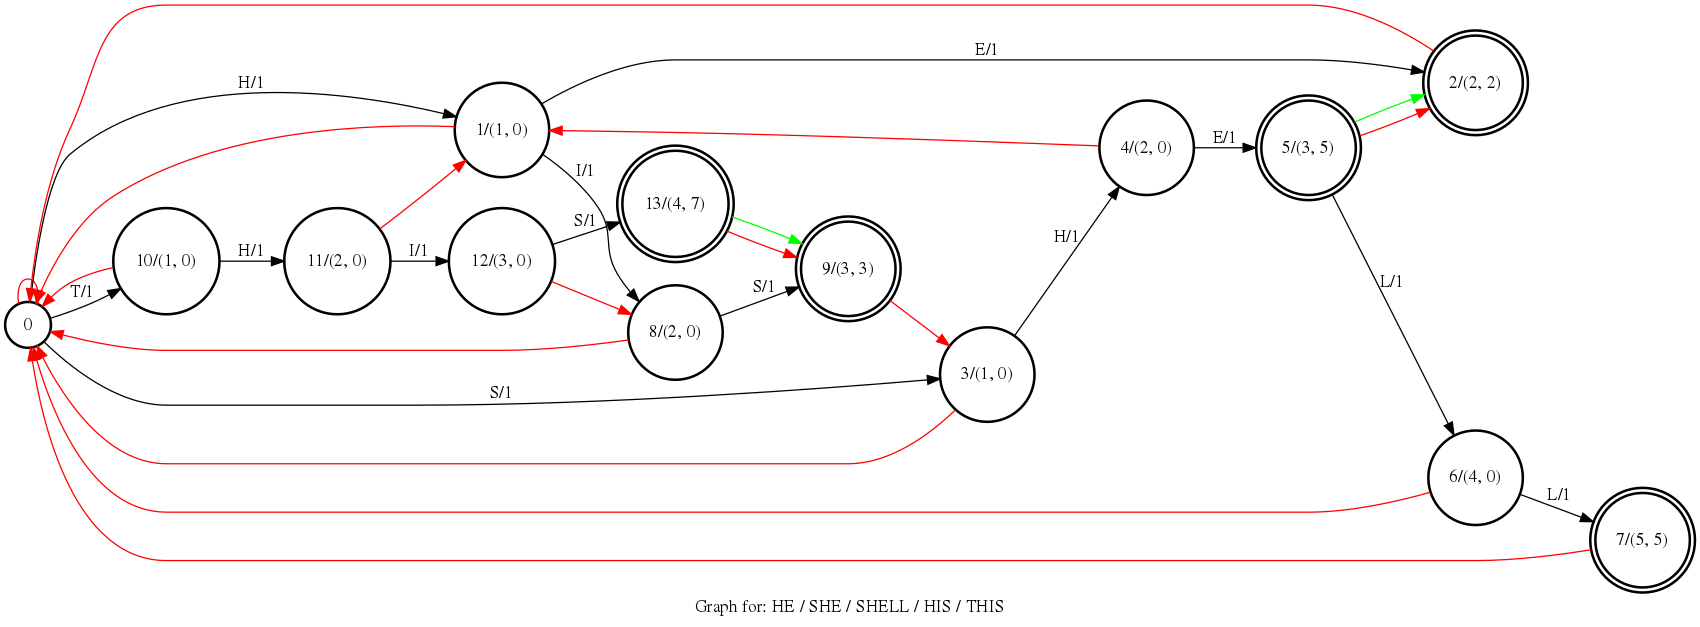 E/1
2/(2, 2)
H/1
1/(1, 0)
4/(2, 0)
E/1
5/(3, 5)
I/1
13/(4, 7)
S/1
H/1
10/(1, 0)
H/1
11/(2, 0)
I/1
12/(3, 0)
9/(3, 3)
T/1
S/1
L/1
0
8/(2, 0)
3/(1, 0)
S/1
6/(4, 0)
L/1
7/(5, 5)
Graph for: HE / SHE / SHELL / HIS / THIS